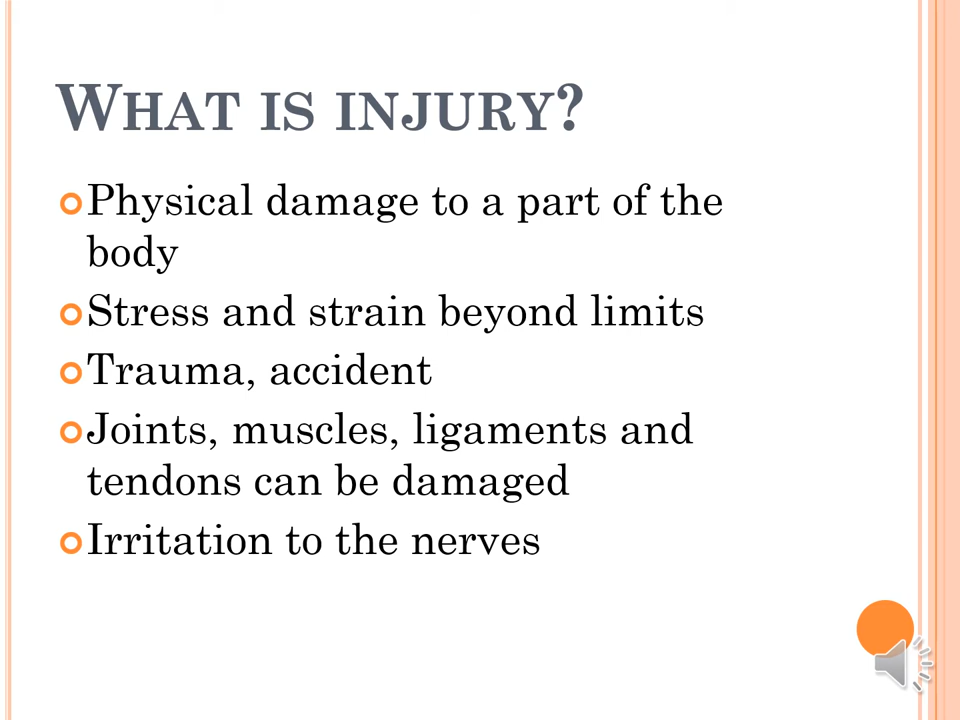 WHAT IS INJURY?
Physical damage to a part of the
body
Stress and strain beyond limits
Trauma, accident
Joints, muscles, ligaments and
tendons can be damaged
Irritation to the nerves